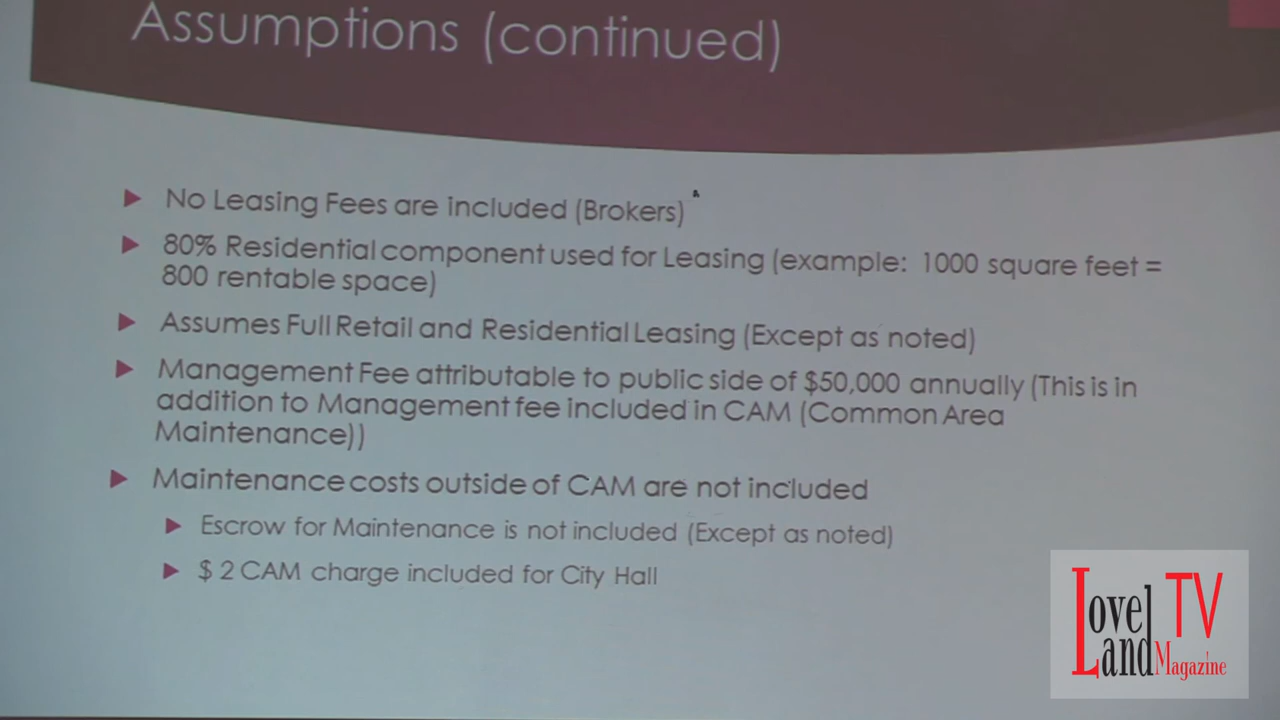 Assumptions (continued)
No Leasing Fees are included (Brokers)
80% Residential component used for Leasing (example: 1000 square feet =
800 rentable space)
Assumes Full Retail and Residential Leasing (Except as noted)
Management Fee attributable to public side of $50,000 annually (This is in
addition to Management fee included in CAM (Common Area
Maintenance))
Maintenance costs outside of CAM are not included
Escrow for Maintenance is not included (Except as noted)
$ 2 CAM charge included for City Hall
Love TV
Land Magazine